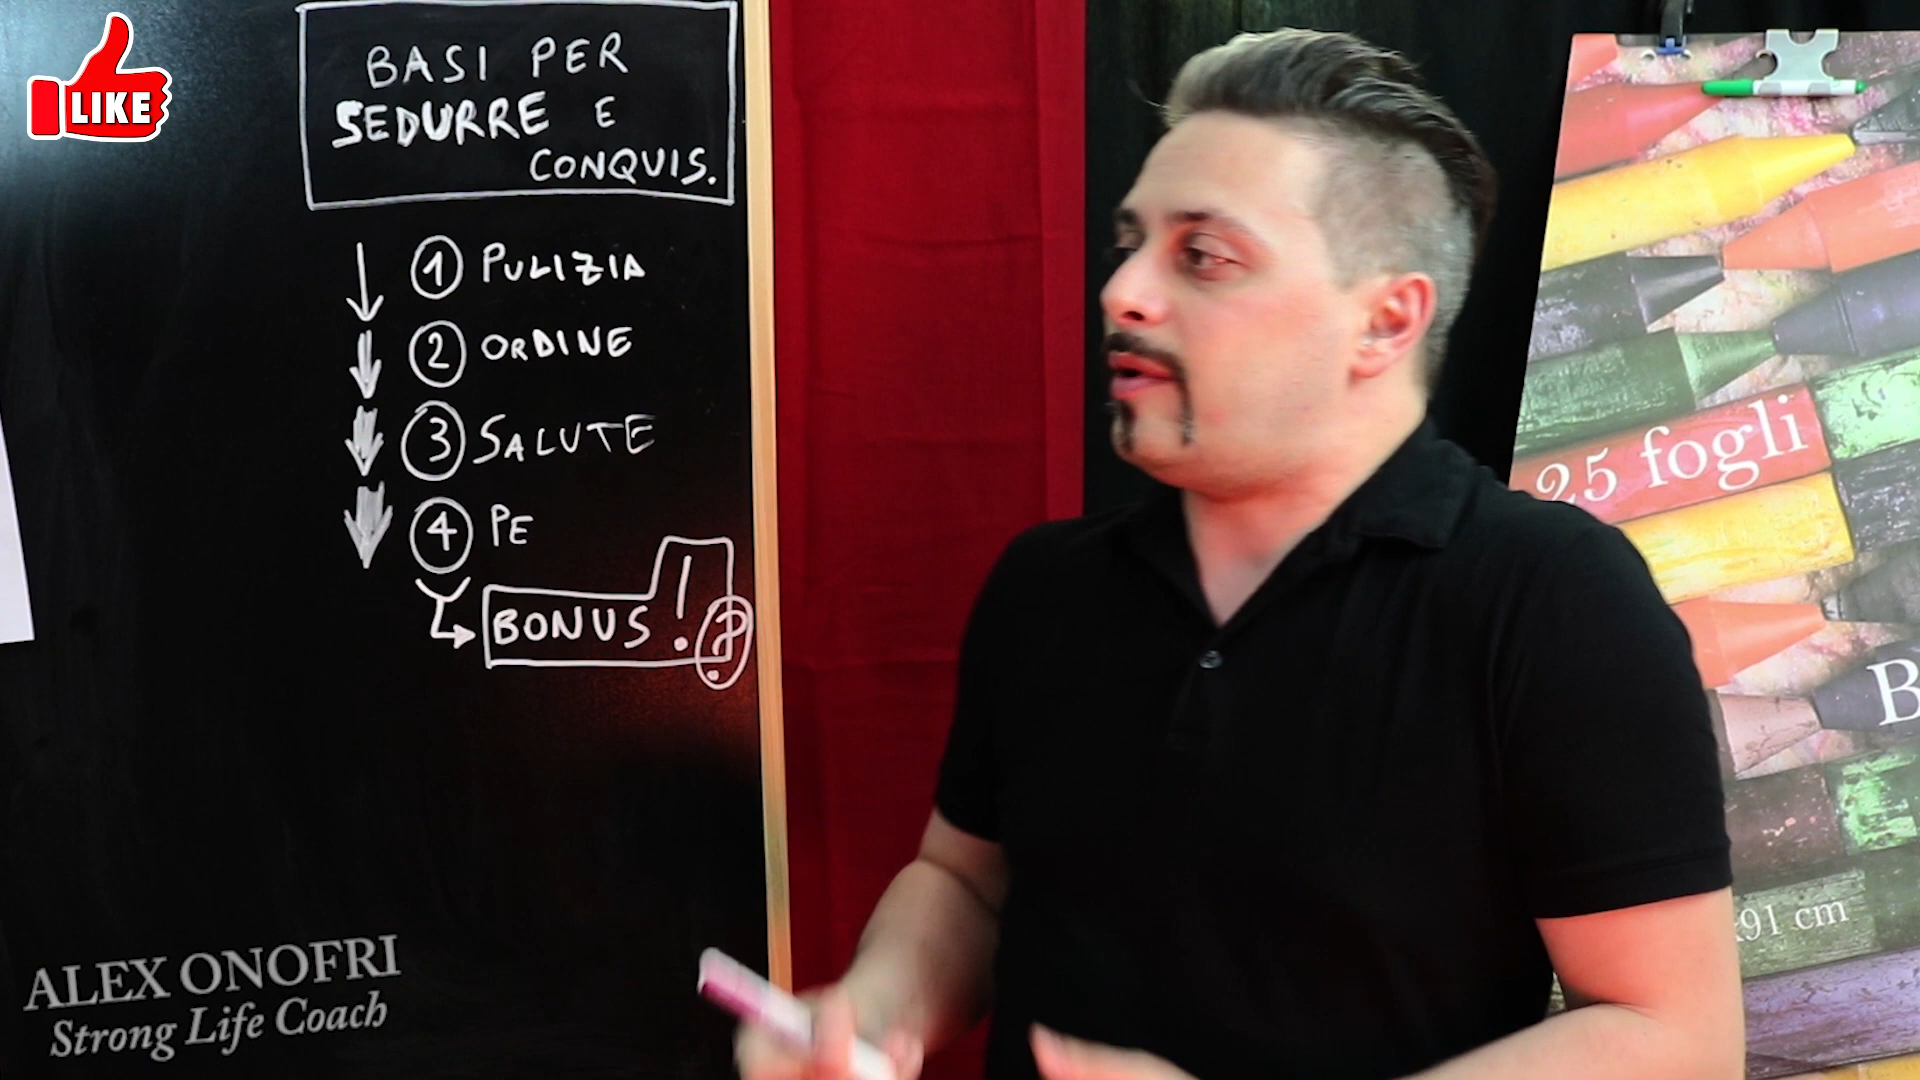 LIKE
BASI PER
SEDURRE E
CONQUIS.
1 PULIZIA
2 ORDINE
3 SALUTE
4 PE
BONUS! ?
ALEX ONOFRI
Strong Life Coach
25 fogli
B
x91 cm